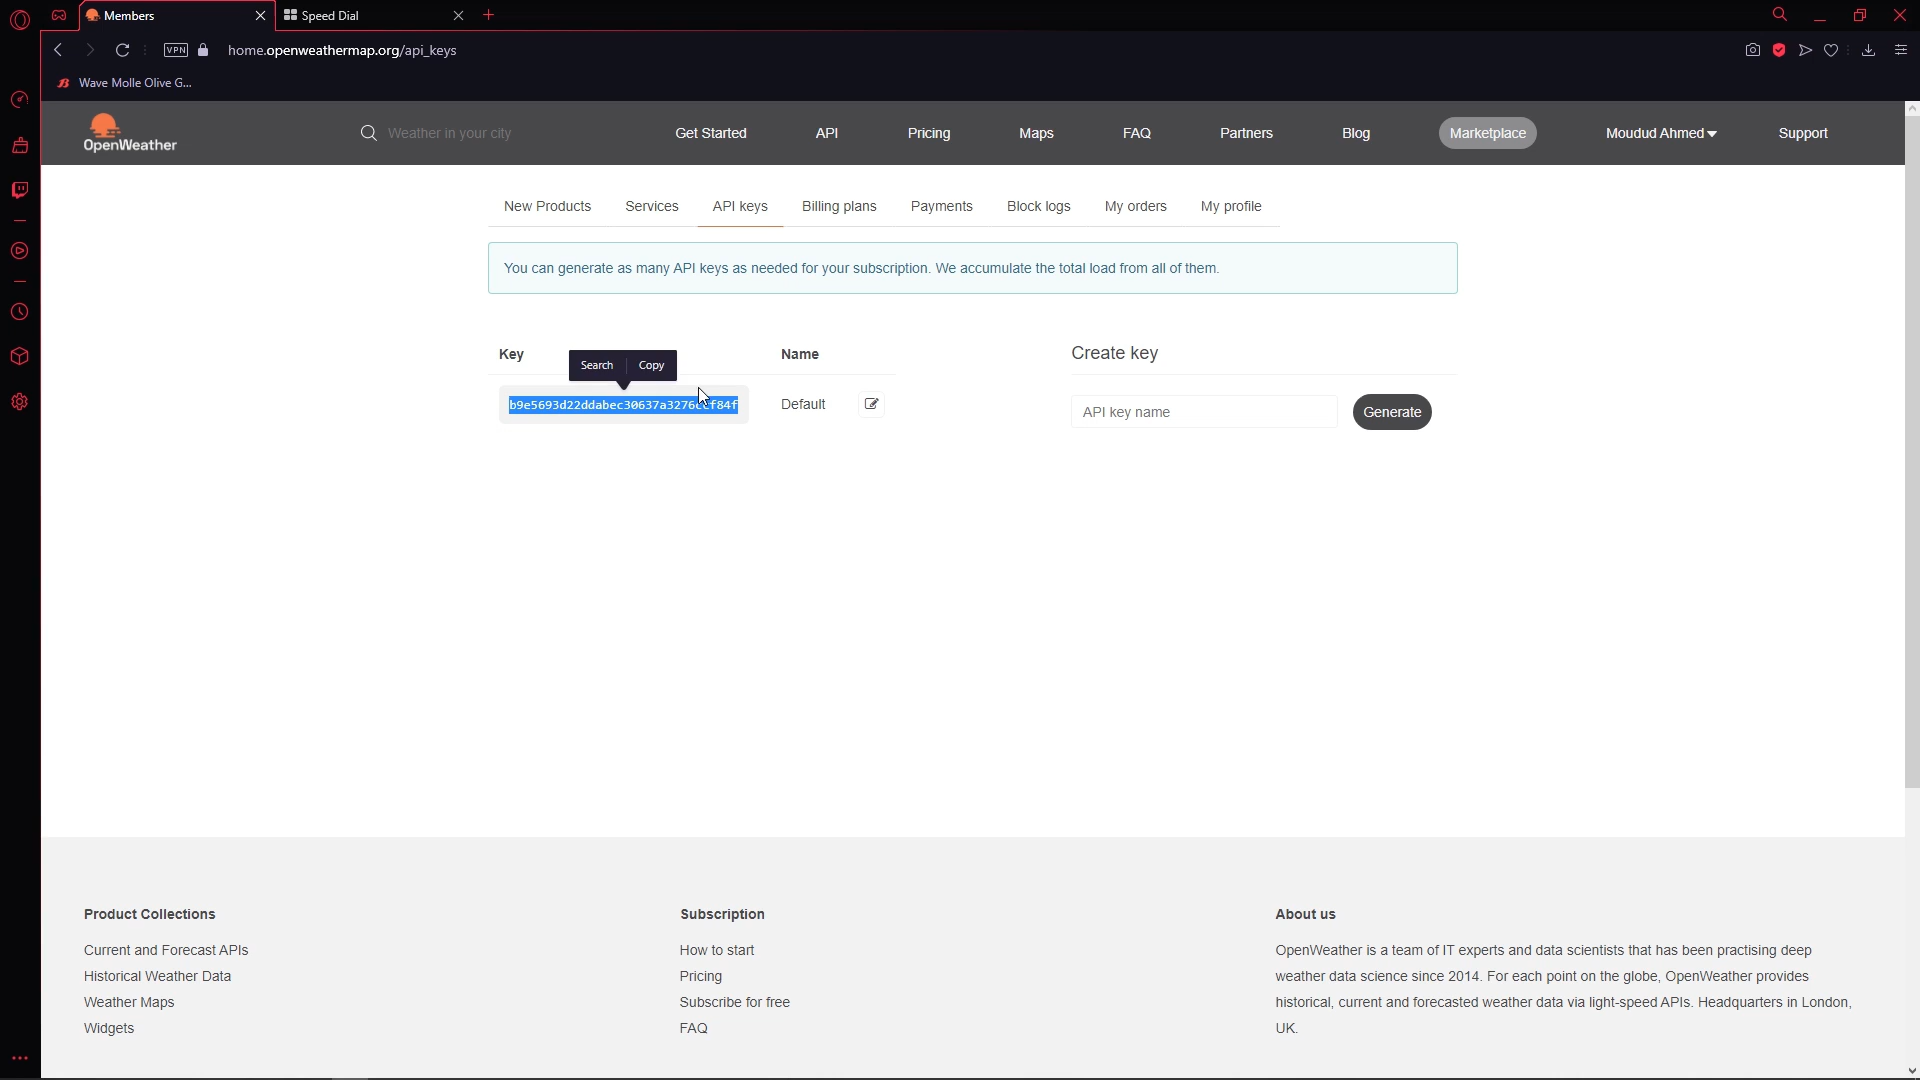 Members
Speed Dial
VPN
home.openweathermap.org/api_keys
Wave Molle Olive G...
OpenWeather
Weather in your city
Get Started
API
Pricing
Maps
FAQ
Partners
Blog
Marketplace
Moudud Ahmed
Support
New Products
Services
API keys
Billing plans
Payments
Block logs
My orders
My profile
You can generate as many API keys as needed for your subscription. We accumulate the total load from all of them.
Key
Name
Create key
Search
Copy
Default
API key name
Generate
Product Collections
Current and Forecast APIs
Historical Weather Data
Weather Maps
Widgets
Subscription
How to start
Pricing
Subscribe for free
FAQ
About us
OpenWeather is a team of IT experts and data scientists that has been practising deep
weather data science since 2014. For each point on the globe, OpenWeather provides
historical, current and forecasted weather data via light-speed APIs. Headquarters in London,
UK.